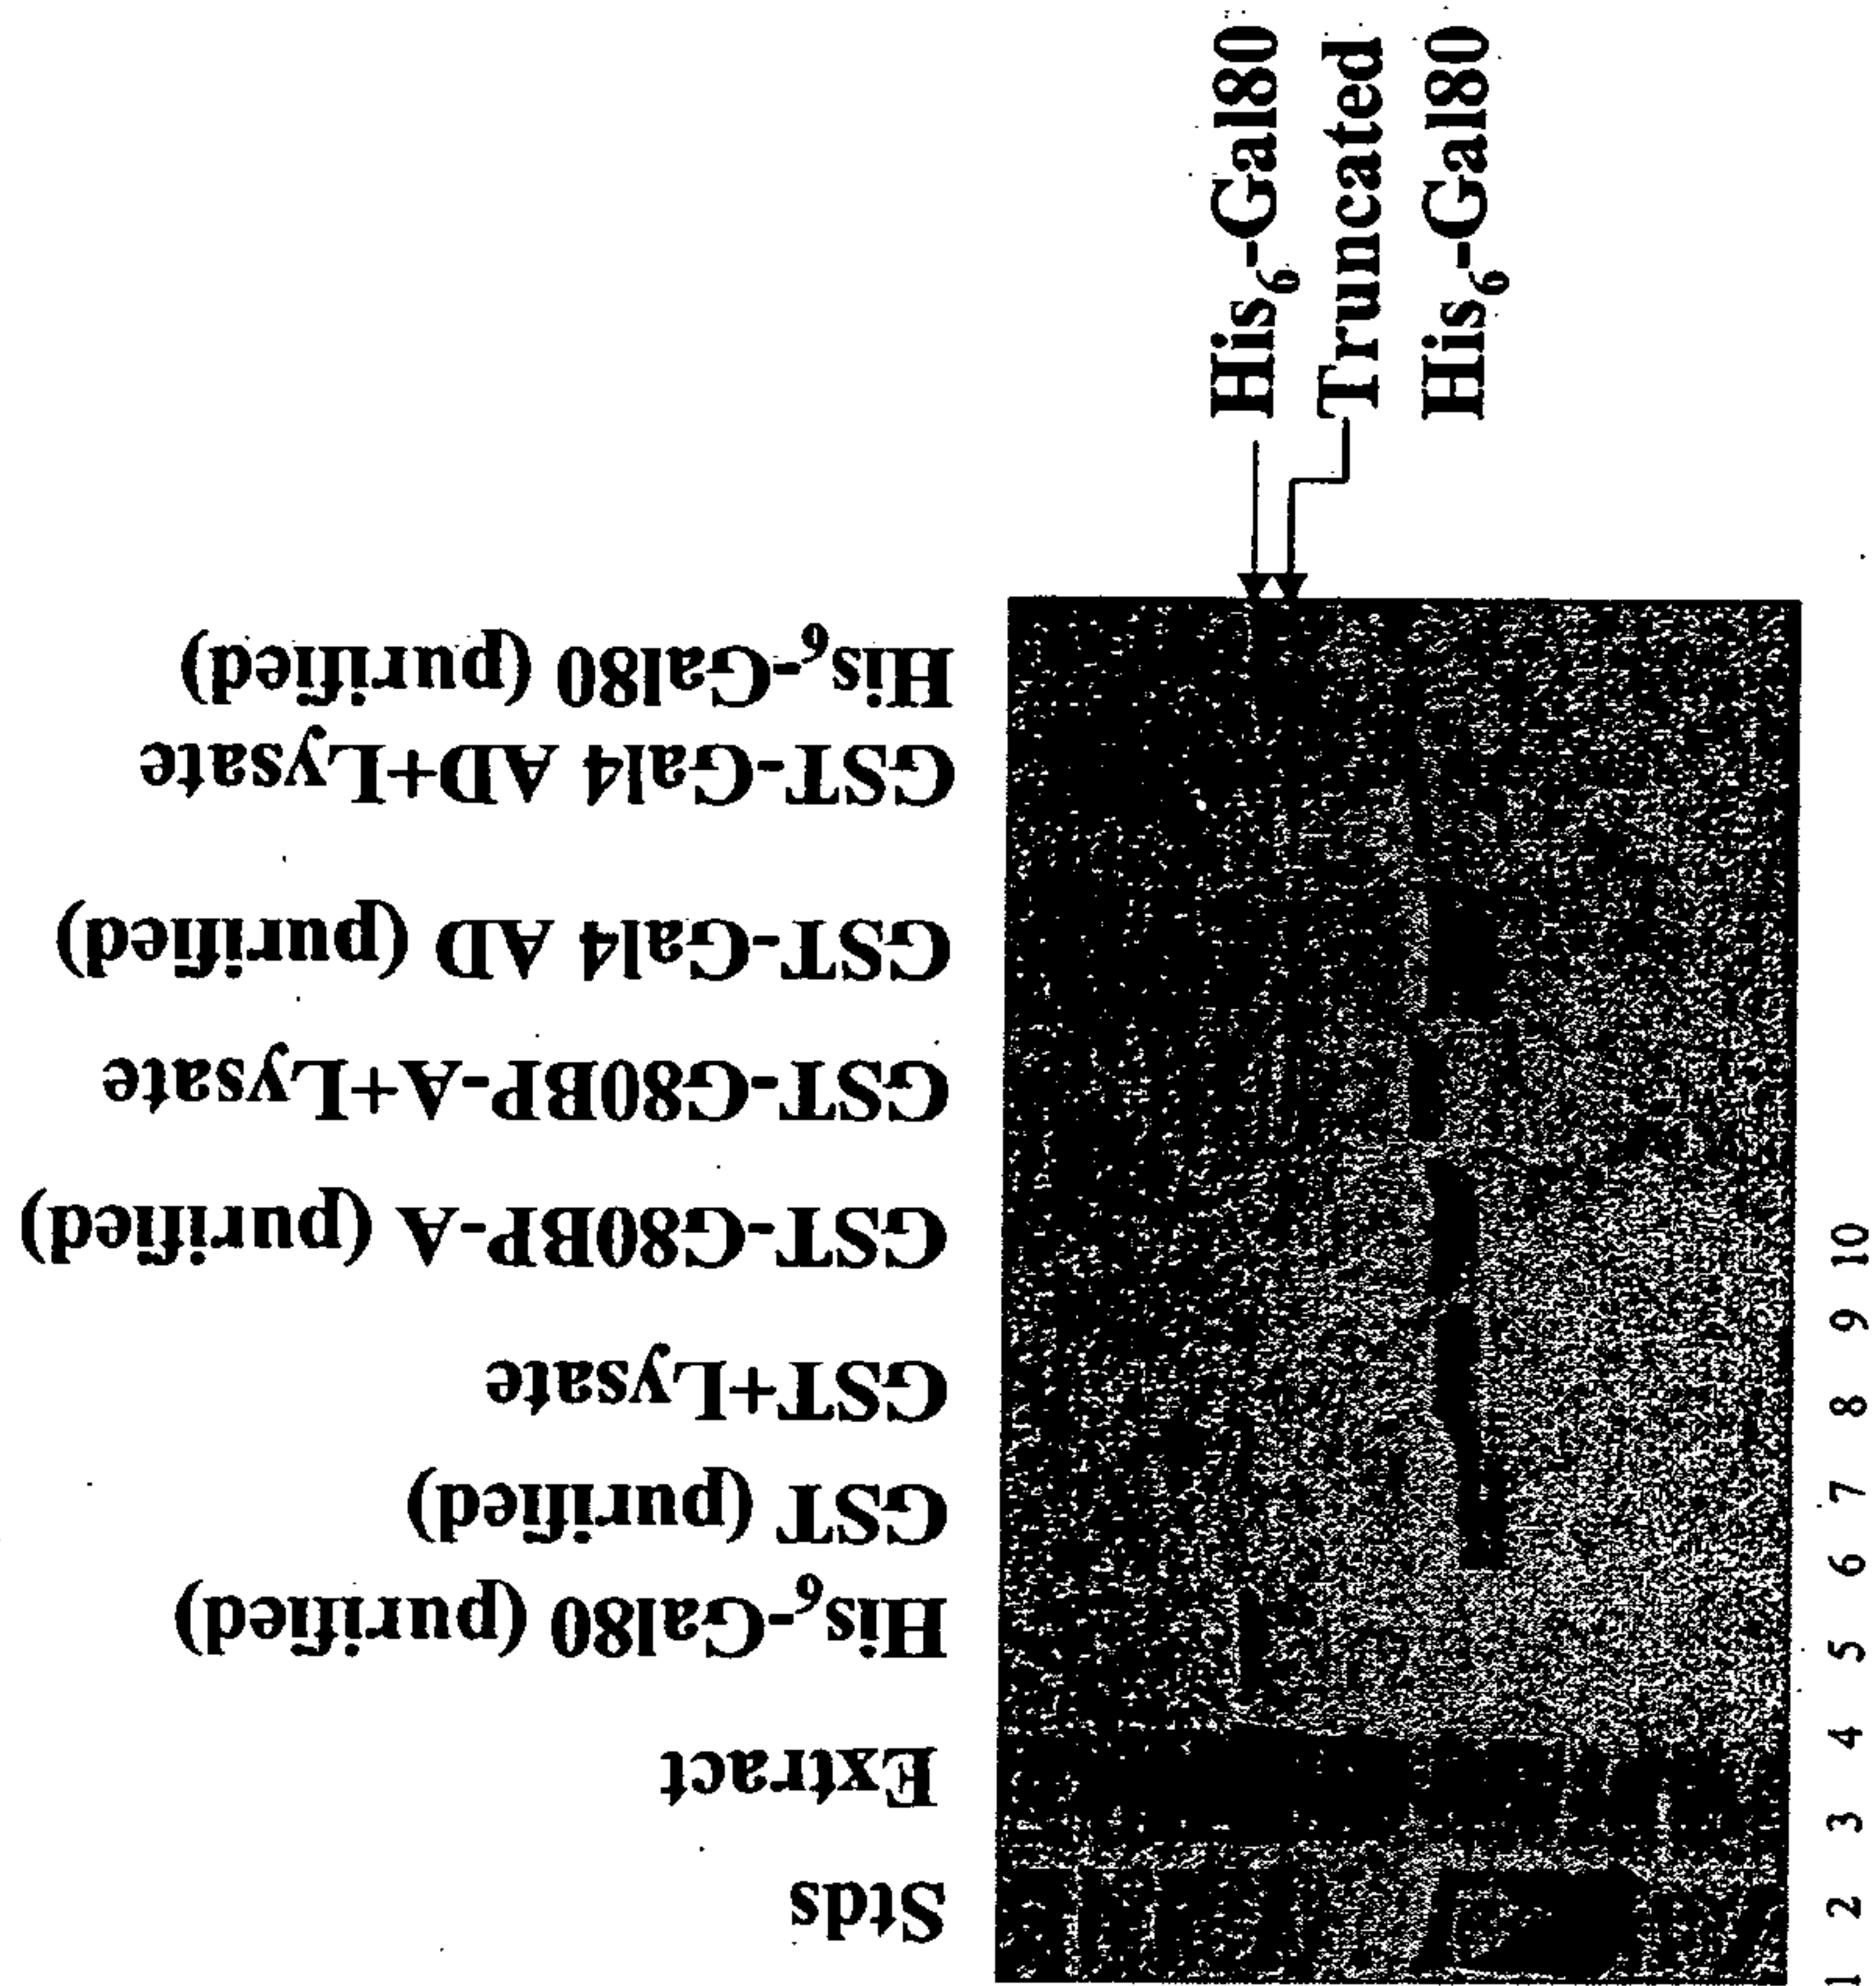 Stds
Extract
His₆-Gal80 (purified)
GST (purified)
GST+Lysate
GST-G80BP-A (purified)
GST-G80BP-A+Lysate
GST-Gal4 AD (purified)
GST-Gal4 AD+Lysate
His₆-Gal80 (purified)
His₆-Gal80
Truncated
His₆-Gal80
1 2 3 4 5 6 7 8 9 10